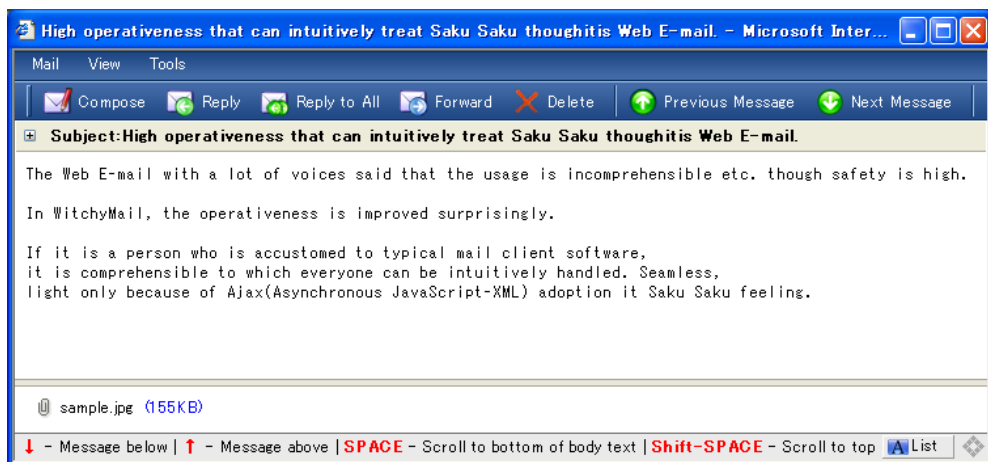 High operativeness that can intuitively treat Saku Saku thoughitis Web E-mail. - Microsoft Inter...
Mail View Tools
Compose Reply Reply to All Forward Delete Previous Message Next Message
Subject:High operativeness that can intuitively treat Saku Saku thoughitis Web E-mail.
The Web E-mail with a lot of voices said that the usage is incomprehensible etc. though safety is high.
In WitchyMail, the operativeness is improved surprisingly.
If it is a person who is accustomed to typical mail client software,
it is comprehensible to which everyone can be intuitively handled. Seamless,
light only because of Ajax(Asynchronous JavaScript-XML) adoption it Saku Saku feeling.
sample.jpg (155KB)
↓ - Message below | ↑ - Message above | SPACE - Scroll to bottom of body text | Shift-SPACE - Scroll to top A List